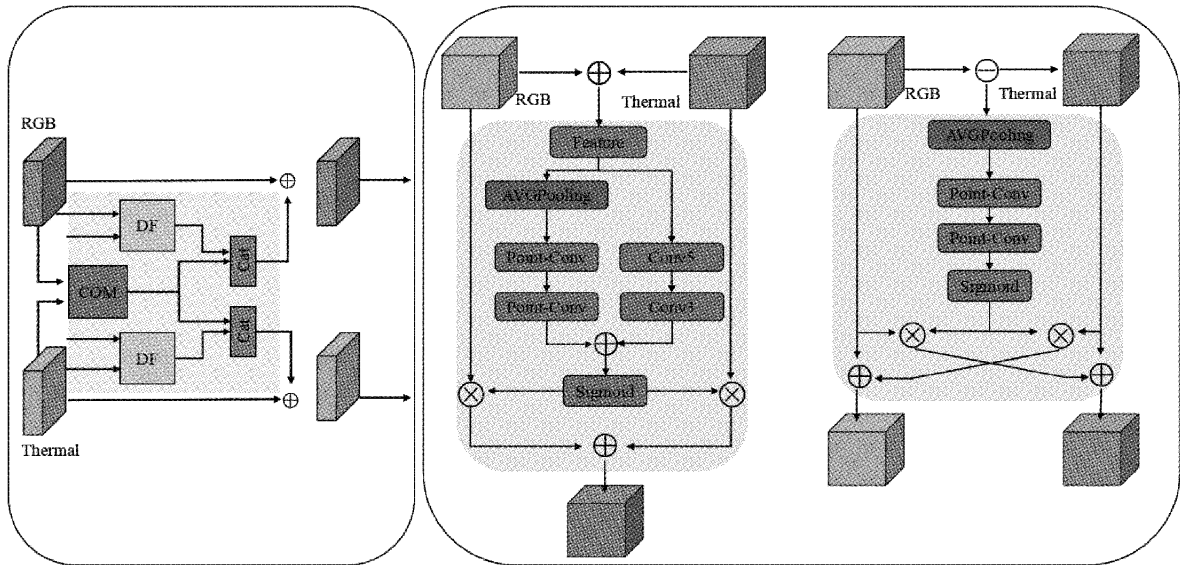 RGB
DF
Cat
COM
Cat
DF
Thermal
RGB
Thermal
Feature
AVGPooling
Point-Conv
Conv5
Point-Conv
Conv3
Sigmoid
RGB
Thermal
AVGPooling
Point-Conv
Point-Conv
Sigmoid